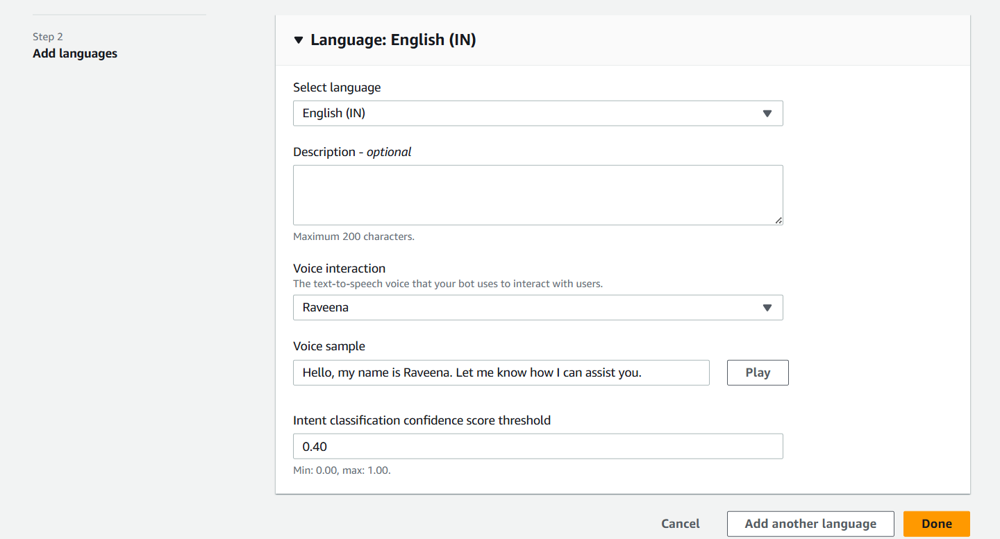 Step 2
Add languages
Language: English (IN)
Select language
English (IN)
Description - optional
Maximum 200 characters.
Voice interaction
The text-to-speech voice that your bot uses to interact with users.
Raveena
Voice sample
Hello, my name is Raveena. Let me know how I can assist you.
Play
Intent classification confidence score threshold
0.40
Min: 0.00, max: 1.00.
Cancel
Add another language
Done